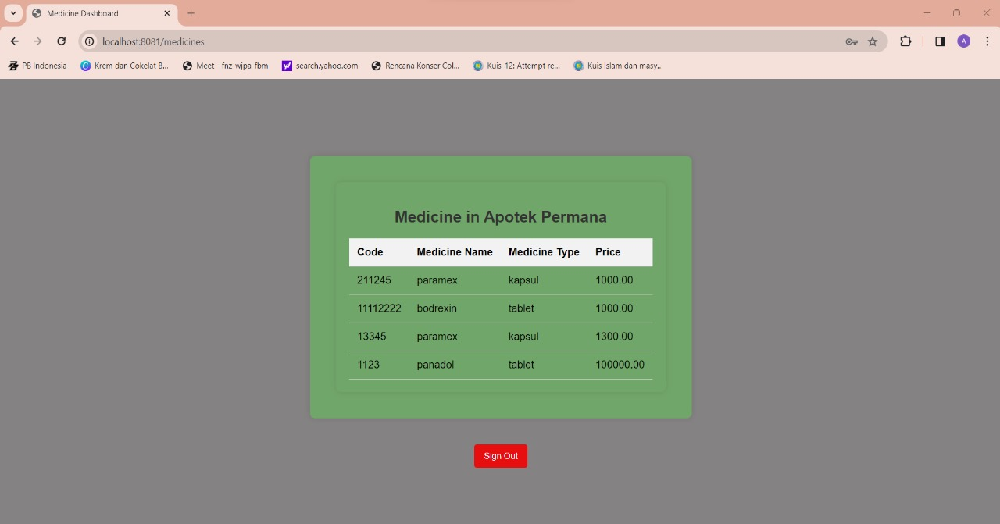 Medicine Dashboard
localhost:8081/medicines
A
PB Indonesia Krem dan Cokelat B... Meet - fnz-wjpa-fbm y! search.yahoo.com Rencana Konser Col... Kuis-12: Attempt re... Kuis Islam dan masy...
Medicine in Apotek Permana
Code Medicine Name Medicine Type Price
211245 paramex kapsul 1000.00
11112222 bodrexin tablet 1000.00
13345 paramex kapsul 1300.00
1123 panadol tablet 100000.00
Sign Out